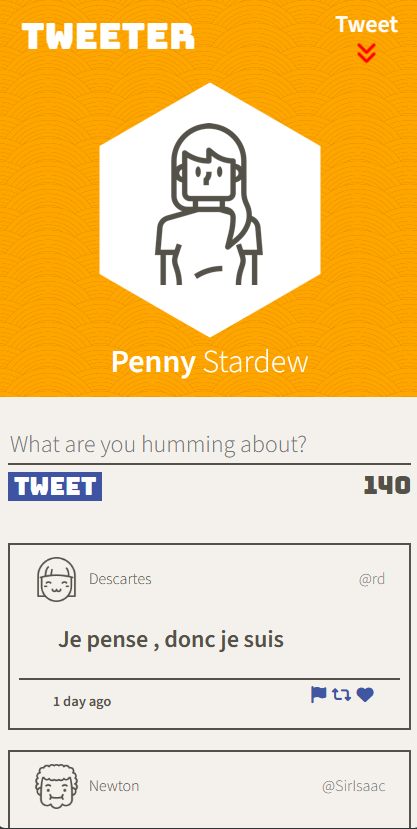 TWEETER
Tweet
Penny Stardew
What are you humming about?
TWEET
140
Descartes
@rd
Je pense , donc je suis
1 day ago
Newton
@SirIsaac